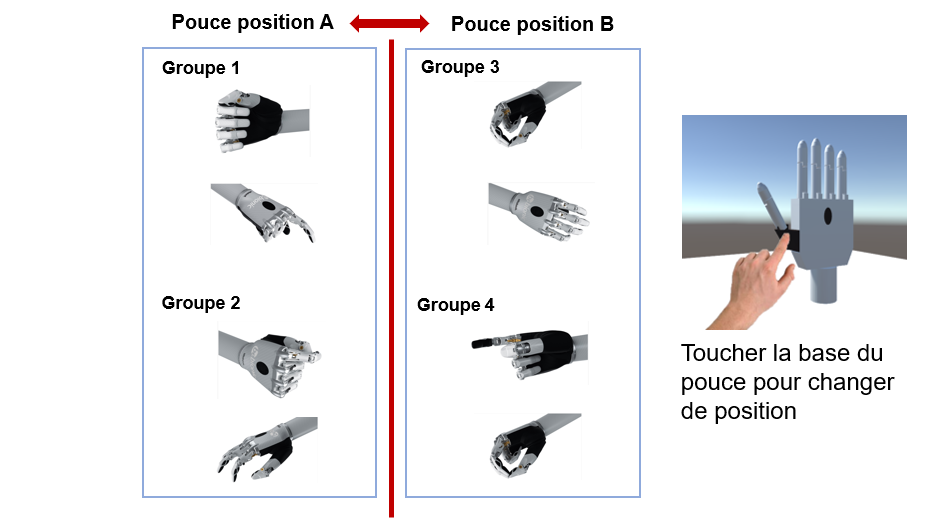 Pouce position A
Pouce position B
Groupe 1
Groupe 3
Groupe 2
Groupe 4
Toucher la base du
pouce pour changer
de position